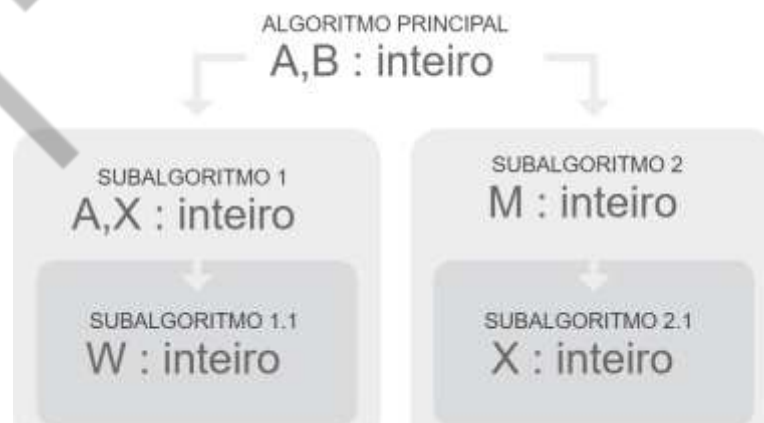 ALGORITMO PRINCIPAL
A,B : inteiro
SUBALGORITMO 1
A,X : inteiro
SUBALGORITMO 1.1
W : inteiro
SUBALGORITMO 2
M : inteiro
SUBALGORITMO 2.1
X : inteiro